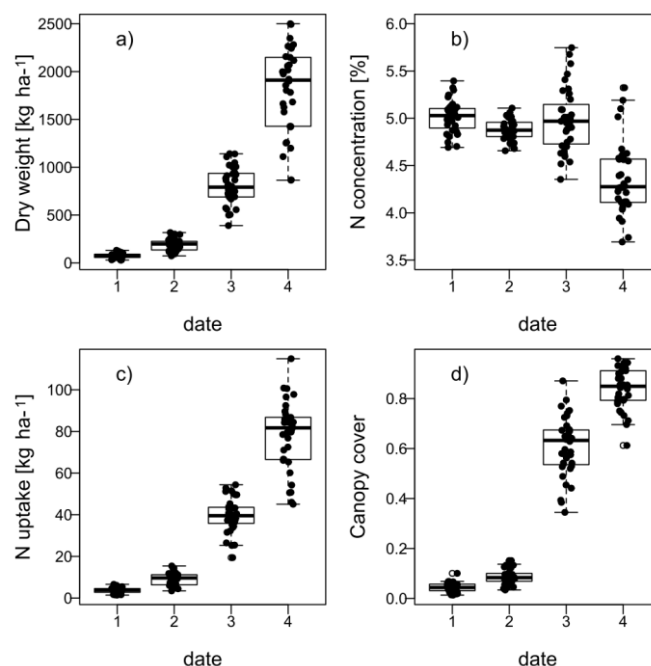 a)
Dry weight [kg ha-1]
2500
2000
1500
1000
500
0
1 2 3 4
date
b)
N concentration [%]
6.0
5.5
5.0
4.5
4.0
3.5
1 2 3 4
date
c)
N uptake [kg ha-1]
100
80
60
40
20
0
1 2 3 4
date
d)
Canopy cover
0.8
0.6
0.4
0.2
0.0
1 2 3 4
date